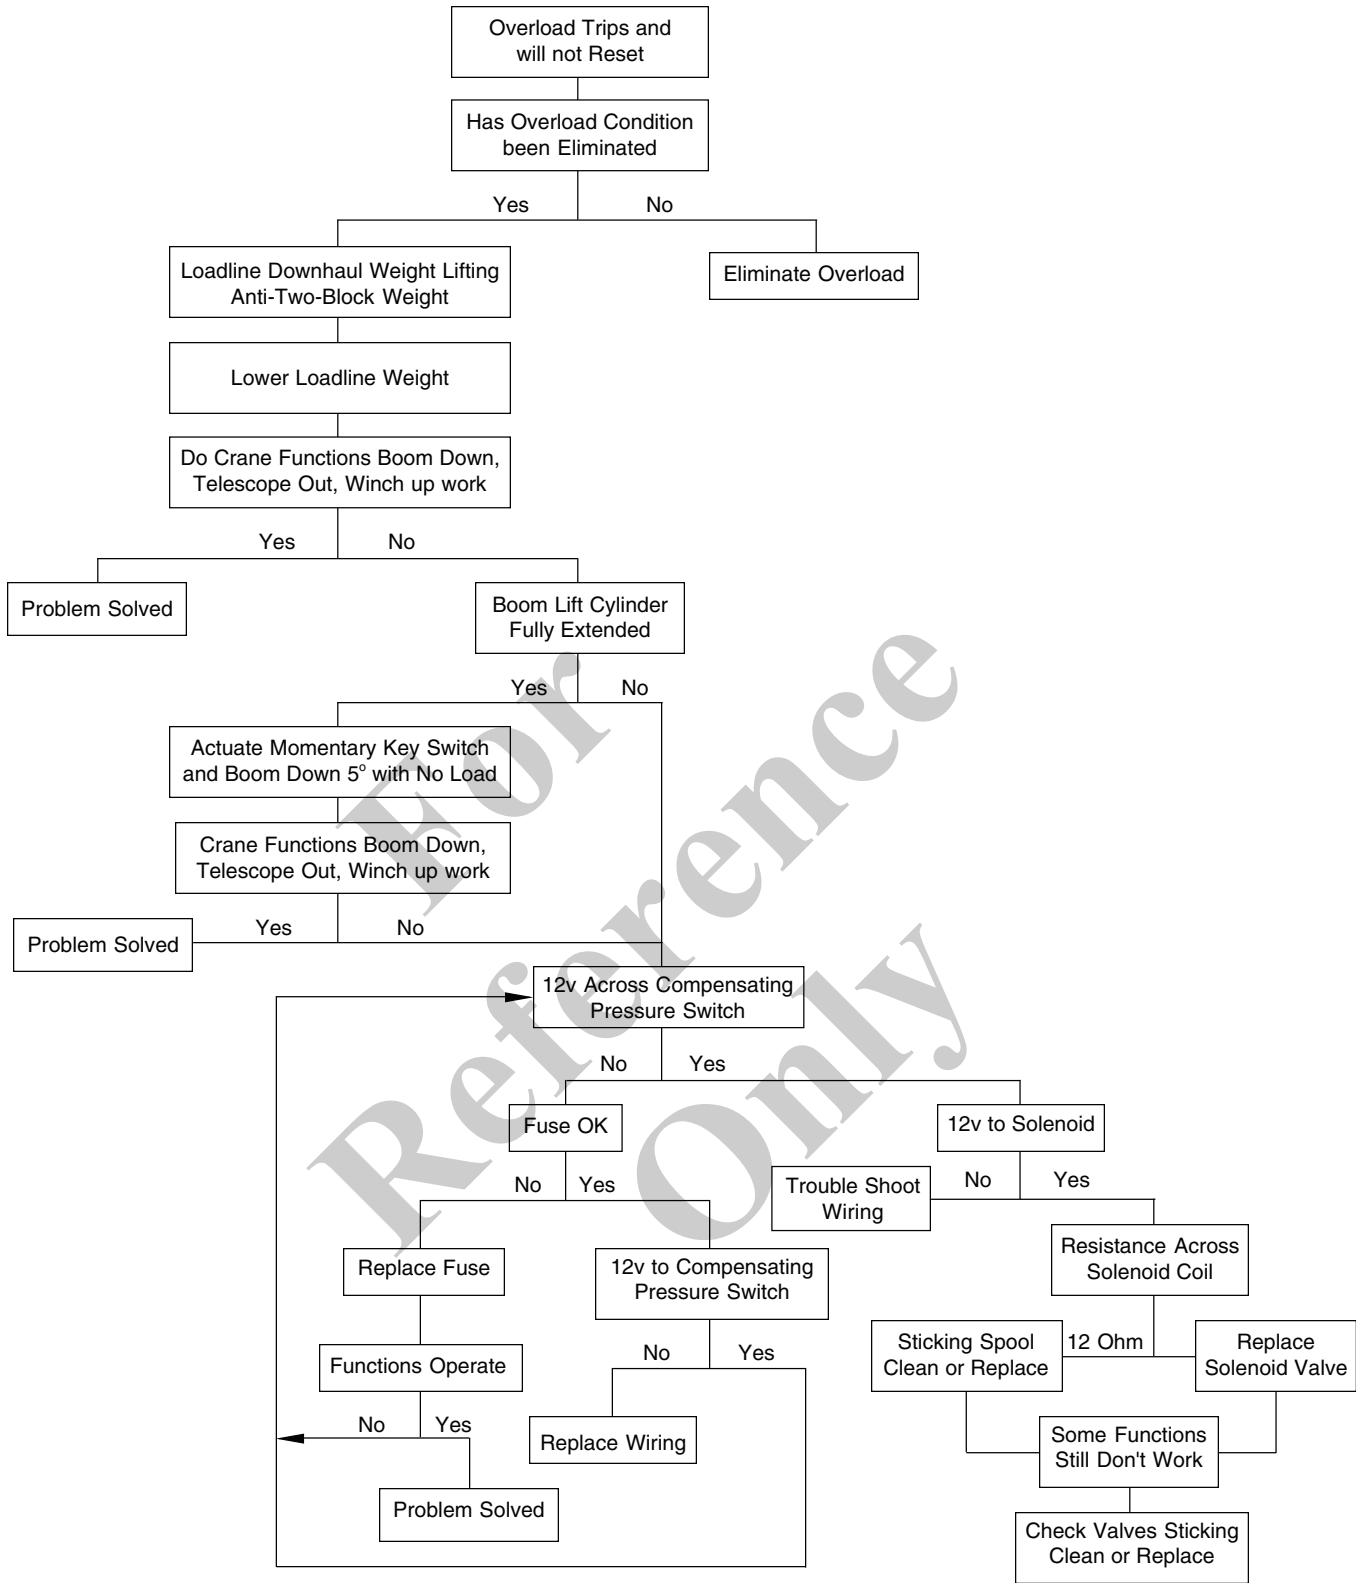 Overload Trips and
will not Reset
Has Overload Condition
been Eliminated
Yes
No
Loadline Downhaul Weight Lifting
Anti-Two-Block Weight
Eliminate Overload
Lower Loadline Weight
Do Crane Functions Boom Down,
Telescope Out, Winch up work
Yes
No
Problem Solved
Boom Lift Cylinder
Fully Extended
Yes
No
Actuate Momentary Key Switch
and Boom Down 5° with No Load
Crane Functions Boom Down,
Telescope Out, Winch up work
Yes
No
Problem Solved
12v Across Compensating
Pressure Switch
No
Yes
Fuse OK
12v to Solenoid
No
Yes
Trouble Shoot
Wiring
No
Yes
Replace Fuse
12v to Compensating
Pressure Switch
Resistance Across
Solenoid Coil
Functions Operate
No
Yes
Sticking Spool
Clean or Replace
12 Ohm
Replace
Solenoid Valve
No
Yes
Replace Wiring
Some Functions
Still Don't Work
Problem Solved
Check Valves Sticking
Clean or Replace
For
Reference
Only